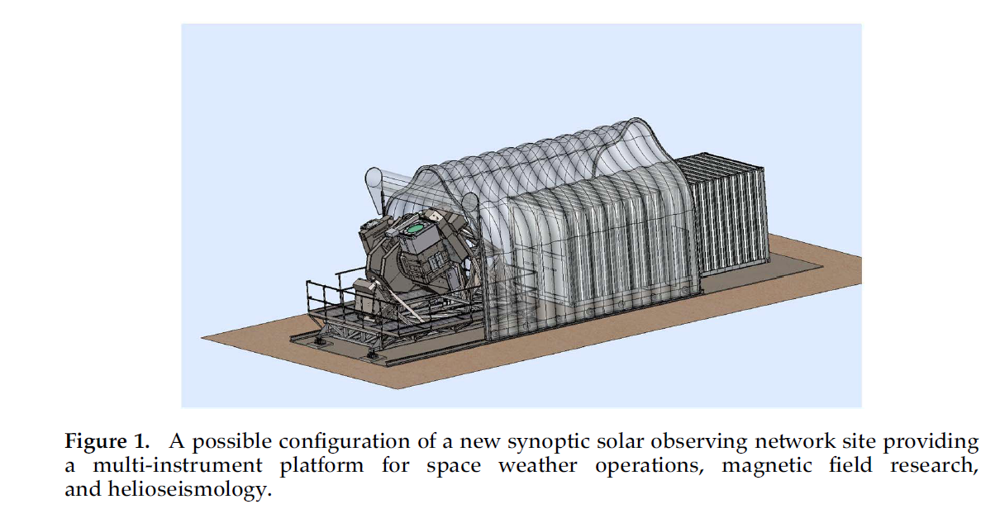 Figure 1. A possible configuration of a new synoptic solar observing network site providing
a multi-instrument platform for space weather operations, magnetic field research,
and helioseismology.